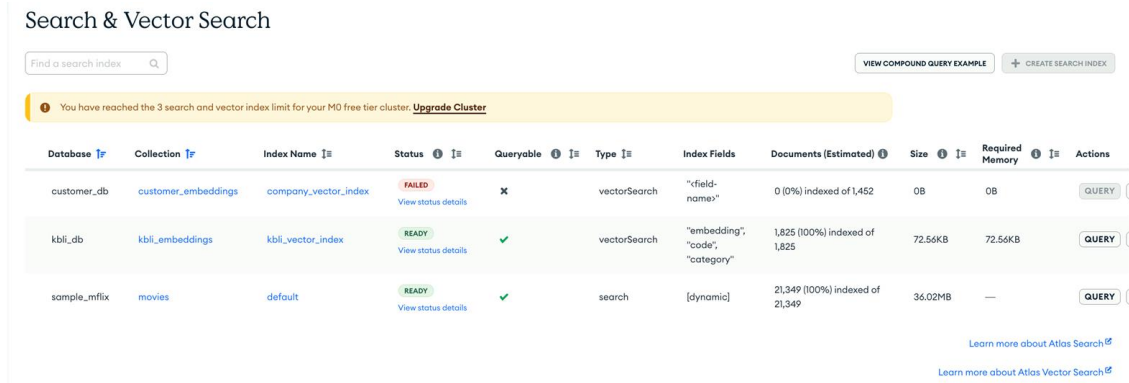 Search & Vector Search
Find a search index
VIEW COMPOUND QUERY EXAMPLE
+ CREATE SEARCH INDEX
You have reached the 3 search and vector index limit for your M0 free tier cluster. Upgrade Cluster
Database Collection Index Name Status Queryable Type Index Fields Documents (Estimated) Size Required Memory Actions
customer_db customer_embeddings company_vector_index FAILED vectorSearch "<field-
name>" 0 (0%) indexed of 1,452 0B 0B QUERY
View status details
kbli_db kbli_embeddings kbli_vector_index READY vectorSearch "embedding",
"code",
"category" 1,825 (100%) indexed of
1,825 72.56KB 72.56KB QUERY
View status details
sample_mflix movies default READY search [dynamic] 21,349 (100%) indexed of
21,349 36.02MB — QUERY
View status details
Learn more about Atlas Search
Learn more about Atlas Vector Search